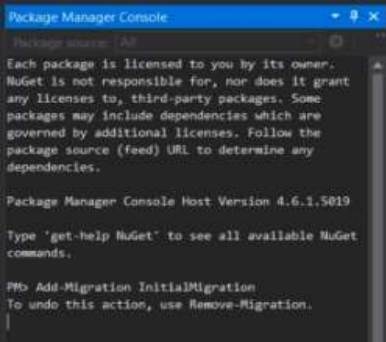 Package Manager Console
Package source: All
Each package is licensed to you by its owner.
NuGet is not responsible for, nor does it grant
any licenses to, third-party packages. Some
packages may include dependencies which are
governed by additional licenses. Follow the
package source (feed) URL to determine any
dependencies.
Package Manager Console Host Version 4.6.1.5019
Type 'get-help NuGet' to see all available NuGet
commands.
PM> Add-Migration InitialMigration
To undo this action, use Remove-Migration.